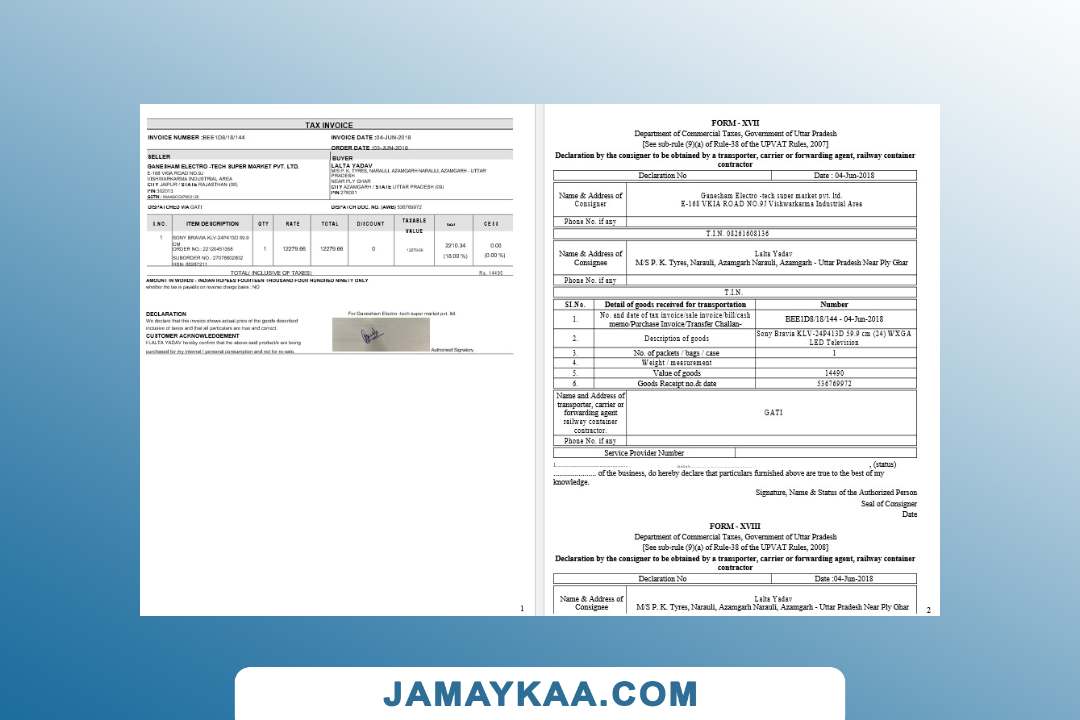 TAX INVOICE
INVOICE NUMBER :BEE1D8/18/144
INVOICE DATE :04-JUN-2018
ORDER DATE :03-JUN-2018
SELLER
BUYER
GANESHAM ELECTRO -TECH SUPER MARKET PVT. LTD.
E-168 VKIA ROAD NO.9J
VISHWARKARMA INDUSTRIAL AREA
CITY JAIPUR / STATE RAJASTHAN (08)
LALTA YADAV
M/S P. K. TYRES, NARAULI, AZAMGARH NARAULI, AZAMGARH - UTTAR
PRADESH
NEAR PLY GHAR
CITY AZAMGARH / STATE UTTAR PRADESH (09)
PIN 276001
DISPATCHED VIA GATI
DISPATCH DOC. NO. (AWB) 536769972
S.NO. ITEM DESCRIPTION QTY RATE TOTAL DISCOUNT TAXABLE VALUE IGST CESS
1 SONY BRAVIA KLV-24P413D 59.9
CM
ORDER NO.: 22120451398
SUBORDER NO.: 27078802802
1 12279.66 12279.66 0 12279.66 2210.34 0.00
(18.00 %) (0.00 %)
TOTAL( INCLUSIVE OF TAXES) Rs. 14490
AMOUNT IN WORDS - INDIAN RUPEES FOURTEEN THOUSAND FOUR HUNDRED NINETY ONLY
whether the tax is payable on reverse charge basis : NO
DECLARATION
We declare that this invoice shows actual price of the goods described
inclusive of taxes and that all particulars are true and correct.
CUSTOMER ACKNOWLEDGEMENT
I LALTA YADAV hereby confirm that the above said products are being
purchased for my internal / personal consumption and not for re-sale.
For Ganesham Electro -tech super market pvt. ltd.
Authorised Signatory
1
FORM - XVII
Department of Commercial Taxes, Government of Uttar Pradesh
[See sub-rule (9)(a) of Rule-38 of the UPVAT Rules, 2007]
Declaration by the consigner to be obtained by a transporter, carrier or forwarding agent, railway container
contractor
Declaration No Date : 04-Jun-2018
Name & Address of
Consigner
Ganesham Electro -tech super market pvt. ltd.
E-168 VKIA ROAD NO.9J Vishwarkarma Industrial Area
Phone No. if any
T.I.N. 08261608136
Name & Address of
Consignee
Lalta Yadav
M/S P. K. Tyres, Narauli, Azamgarh Narauli, Azamgarh - Uttar Pradesh Near Ply Ghar
Phone No. if any
T.I.N.
SI.No. Detail of goods received for transportation Number
1. No. and date of tax invoice/sale invoice/bill/cash
memo/Purchase Invoice/Transfer Challan- BEE1D8/18/144 - 04-Jun-2018
2. Description of goods Sony Bravia KLV-24P413D 59.9 cm (24) WXGA
LED Television
3. No. of packets / bags / case 1
4. Weight / mesurement
5. Value of goods 14490
6. Goods Receipt no.& date 536769972
Name and Address of
transporter, carrier or
forwarding agent
railway container
contractor.
GATI
Phone No. if any
Service Provider Number
, (status)
of the business, do hereby declare that particulars furnished above are true to the best of my
knowledge.
Signature, Name & Status of the Authorized Person
Seal of Consigner
Date
FORM - XVIII
Department of Commercial Taxes, Government of Uttar Pradesh
[See sub-rule (9)(a) of Rule-38 of the UPVAT Rules, 2008]
Declaration by the consigner to be obtained by a transporter, carrier or forwarding agent, railway container
contractor
Declaration No Date :04-Jun-2018
Name & Address of
Consignee
Lalta Yadav
M/S P. K. Tyres, Narauli, Azamgarh Narauli, Azamgarh - Uttar Pradesh Near Ply Ghar
2
JAMAYKAA.COM